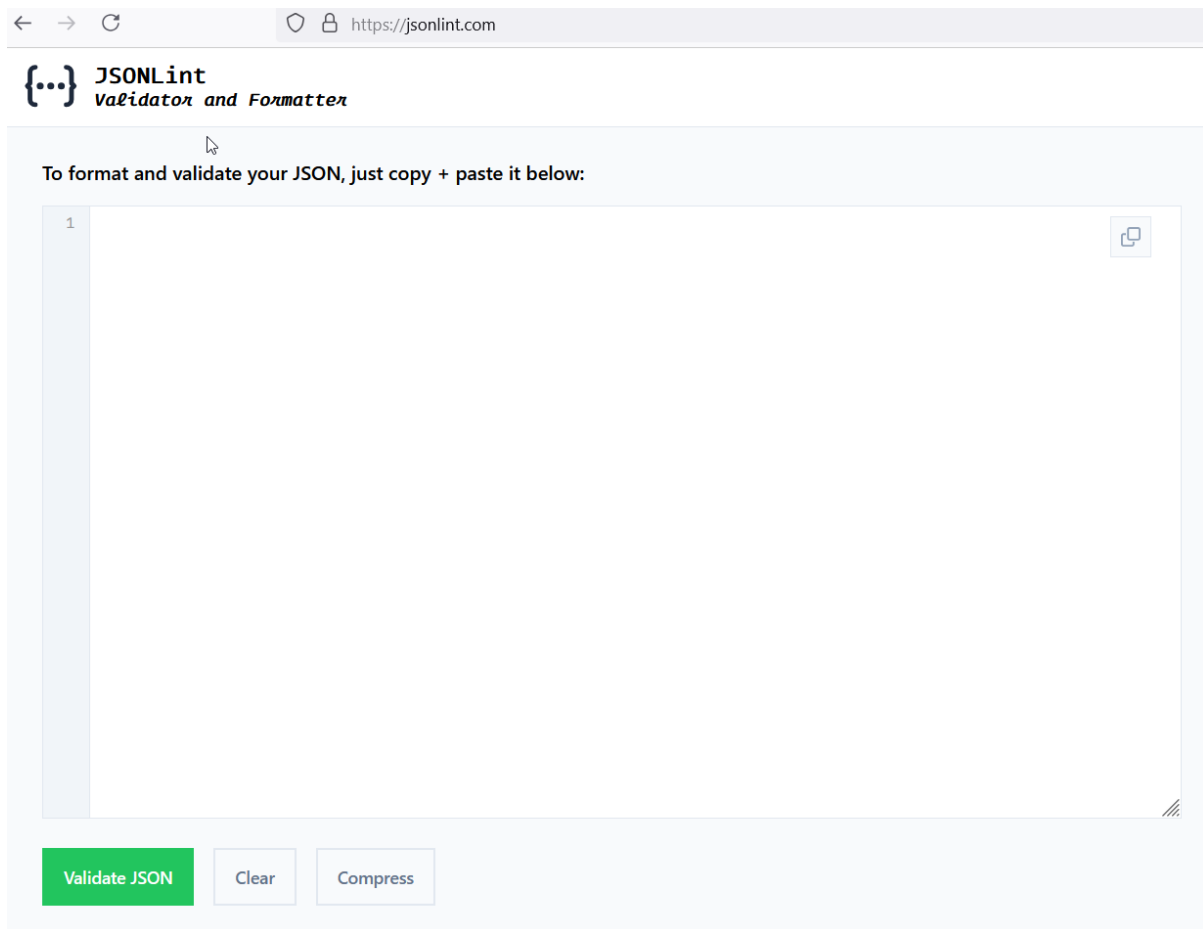 https://jsonlint.com
{···} JSONLint
Validator and Formatter
To format and validate your JSON, just copy + paste it below:
1
Validate JSON Clear Compress